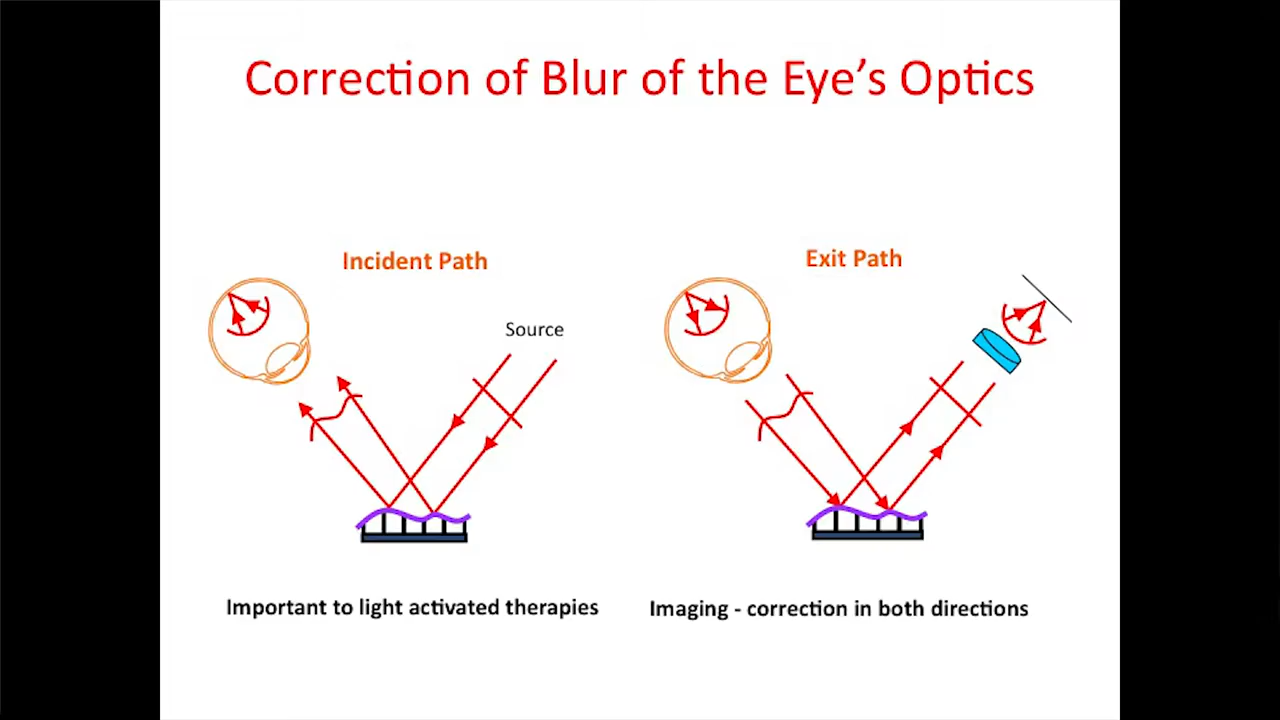 Correction of Blur of the Eye's Optics
Incident Path
Exit Path
Source
Important to light activated therapies
Imaging - correction in both directions